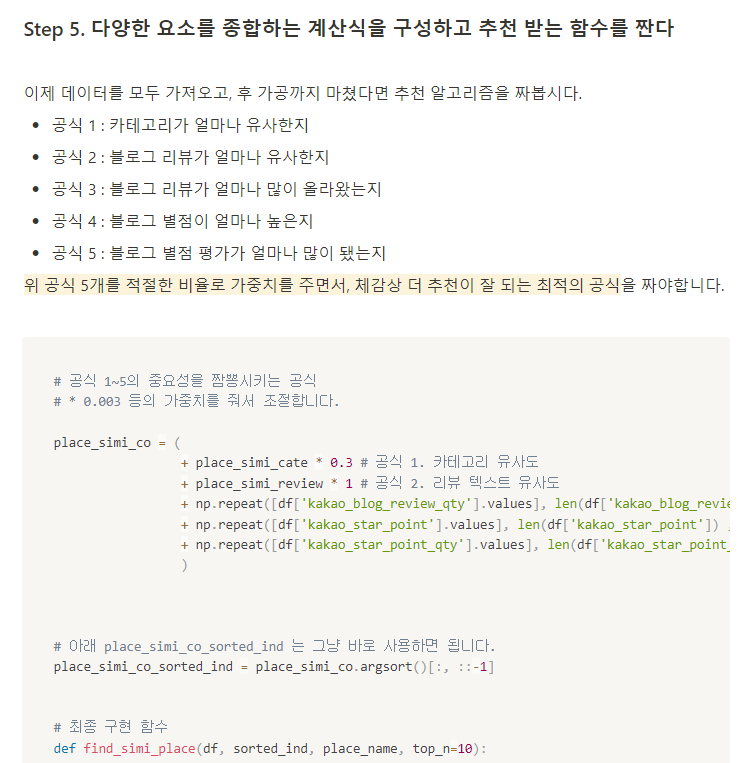 Step 5. 다양한 요소를 종합하는 계산식을 구성하고 추천 받는 함수를 짠다
이제 데이터를 모두 가져오고, 후 가공까지 마쳤다면 추천 알고리즘을 짜봅시다.
• 공식 1 : 카테고리가 얼마나 유사한지
• 공식 2 : 블로그 리뷰가 얼마나 유사한지
• 공식 3 : 블로그 리뷰가 얼마나 많이 올라왔는지
• 공식 4 : 블로그 별점이 얼마나 높은지
• 공식 5 : 블로그 별점 평가가 얼마나 많이 됐는지
위 공식 5개를 적절한 비율로 가중치를 주면서, 체감상 더 추천이 잘 되는 최적의 공식을 짜야합니다.
# 공식 1~5의 중요성을 짬뽕시키는 공식
# * 0.003 등의 가중치를 줘서 조절합니다.
place_simi_co = (
+ place_simi_cate * 0.3 # 공식 1. 카테고리 유사도
+ place_simi_review * 1 # 공식 2. 리뷰 텍스트 유사도
+ np.repeat([df['kakao_blog_review_qty'].values], len(df['kakao_blog_revie
+ np.repeat([df['kakao_star_point'].values], len(df['kakao_star_point'])
+ np.repeat([df['kakao_star_point_qty'].values], len(df['kakao_star_point_
)
# 아래 place_simi_co_sorted_ind 는 그냥 바로 사용하면 됩니다.
place_simi_co_sorted_ind = place_simi_co.argsort()[:, ::-1]
# 최종 구현 함수
def find_simi_place(df, sorted_ind, place_name, top_n=10):